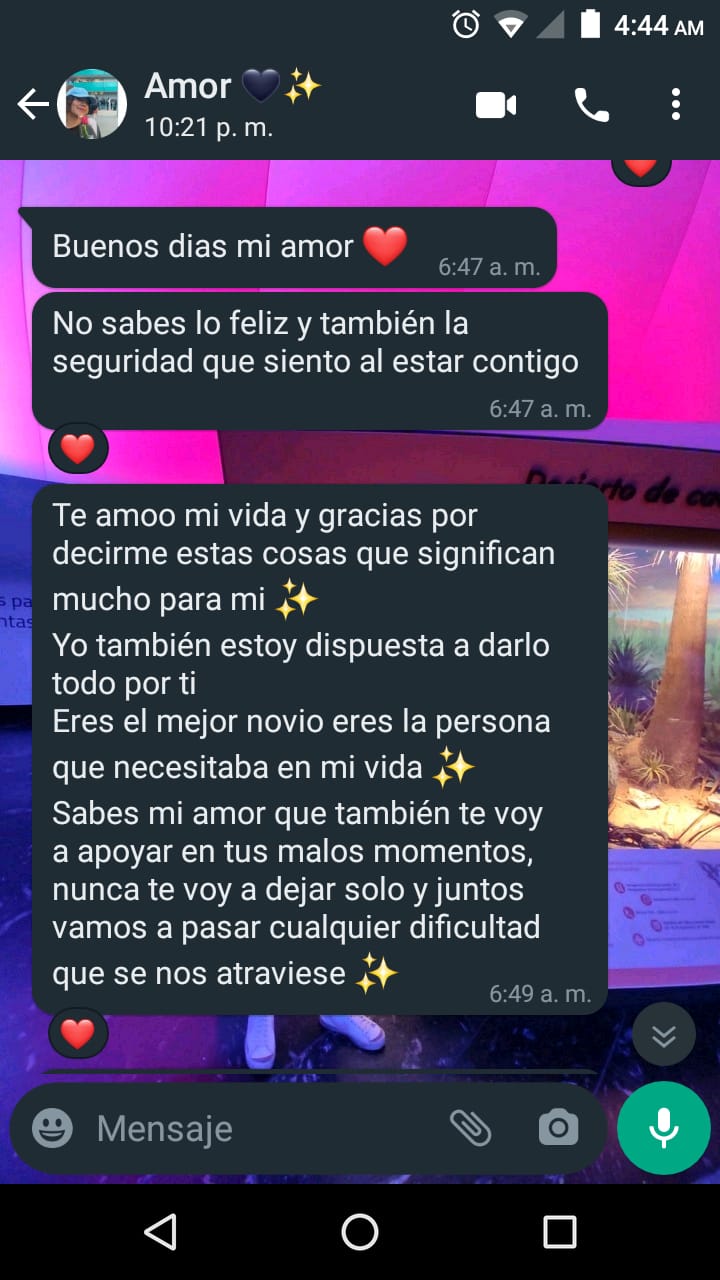 4:44 AM
Amor 🖤✨
10:21 p. m.
Buenos dias mi amor ❤️
6:47 a. m.
No sabes lo feliz y también la
seguridad que siento al estar contigo
6:47 a. m.
❤️
Desierto de
Te amoo mi vida y gracias por
decirme estas cosas que significan
mucho para mi ✨
Yo también estoy dispuesta a darlo
todo por ti
Eres el mejor novio eres la persona
que necesitaba en mi vida ✨
Sabes mi amor que también te voy
a apoyar en tus malos momentos,
nunca te voy a dejar solo y juntos
vamos a pasar cualquier dificultad
que se nos atraviese ✨
6:49 a. m.
❤️
Mensaje